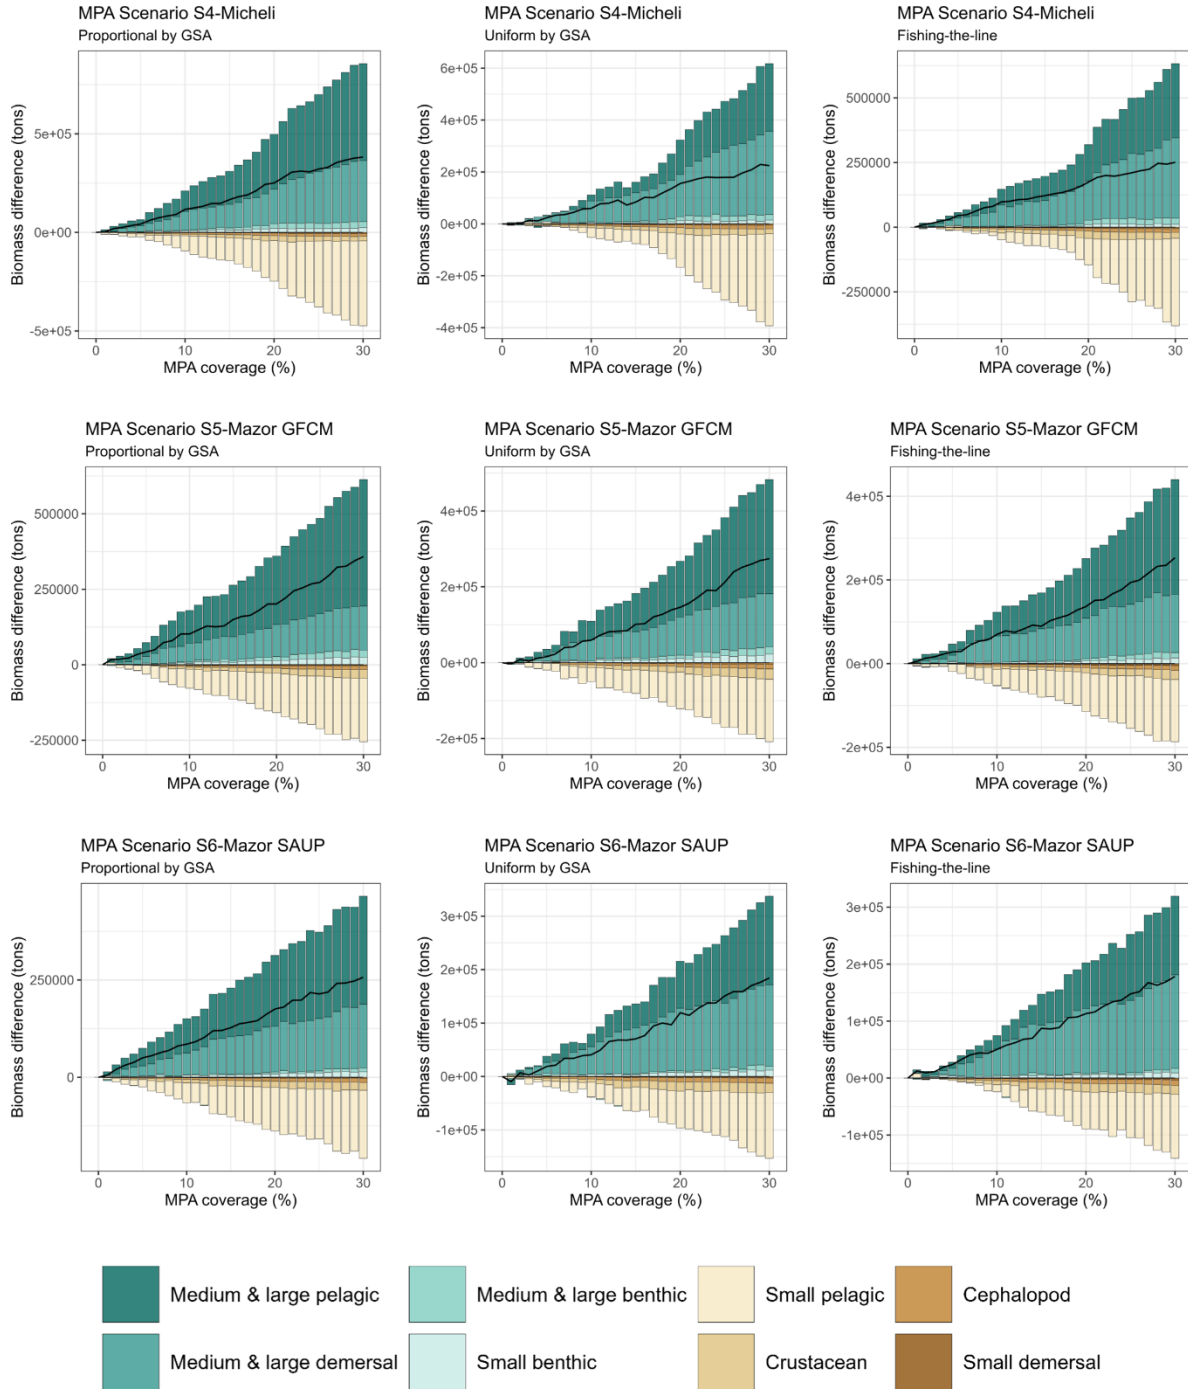 MPA Scenario S4-Micheli
Proportional by GSA
Biomass difference (tons)
5e+05
0e+00
-5e+05
0 10 20 30
MPA coverage (%)
MPA Scenario S4-Micheli
Uniform by GSA
Biomass difference (tons)
6e+05
4e+05
2e+05
0e+00
-2e+05
-4e+05
0 10 20 30
MPA coverage (%)
MPA Scenario S4-Micheli
Fishing-the-line
Biomass difference (tons)
500000
250000
0
-250000
0 10 20 30
MPA coverage (%)
MPA Scenario S5-Mazor GFCM
Proportional by GSA
Biomass difference (tons)
500000
250000
0
-250000
0 10 20 30
MPA coverage (%)
MPA Scenario S5-Mazor GFCM
Uniform by GSA
Biomass difference (tons)
4e+05
2e+05
0e+00
-2e+05
0 10 20 30
MPA coverage (%)
MPA Scenario S5-Mazor GFCM
Fishing-the-line
Biomass difference (tons)
4e+05
2e+05
0e+00
-2e+05
0 10 20 30
MPA coverage (%)
MPA Scenario S6-Mazor SAUP
Proportional by GSA
Biomass difference (tons)
250000
0
0 10 20 30
MPA coverage (%)
MPA Scenario S6-Mazor SAUP
Uniform by GSA
Biomass difference (tons)
3e+05
2e+05
1e+05
0e+00
-1e+05
0 10 20 30
MPA coverage (%)
MPA Scenario S6-Mazor SAUP
Fishing-the-line
Biomass difference (tons)
3e+05
2e+05
1e+05
0e+00
-1e+05
0 10 20 30
MPA coverage (%)
Medium & large pelagic
Medium & large benthic
Small pelagic
Cephalopod
Medium & large demersal
Small benthic
Crustacean
Small demersal